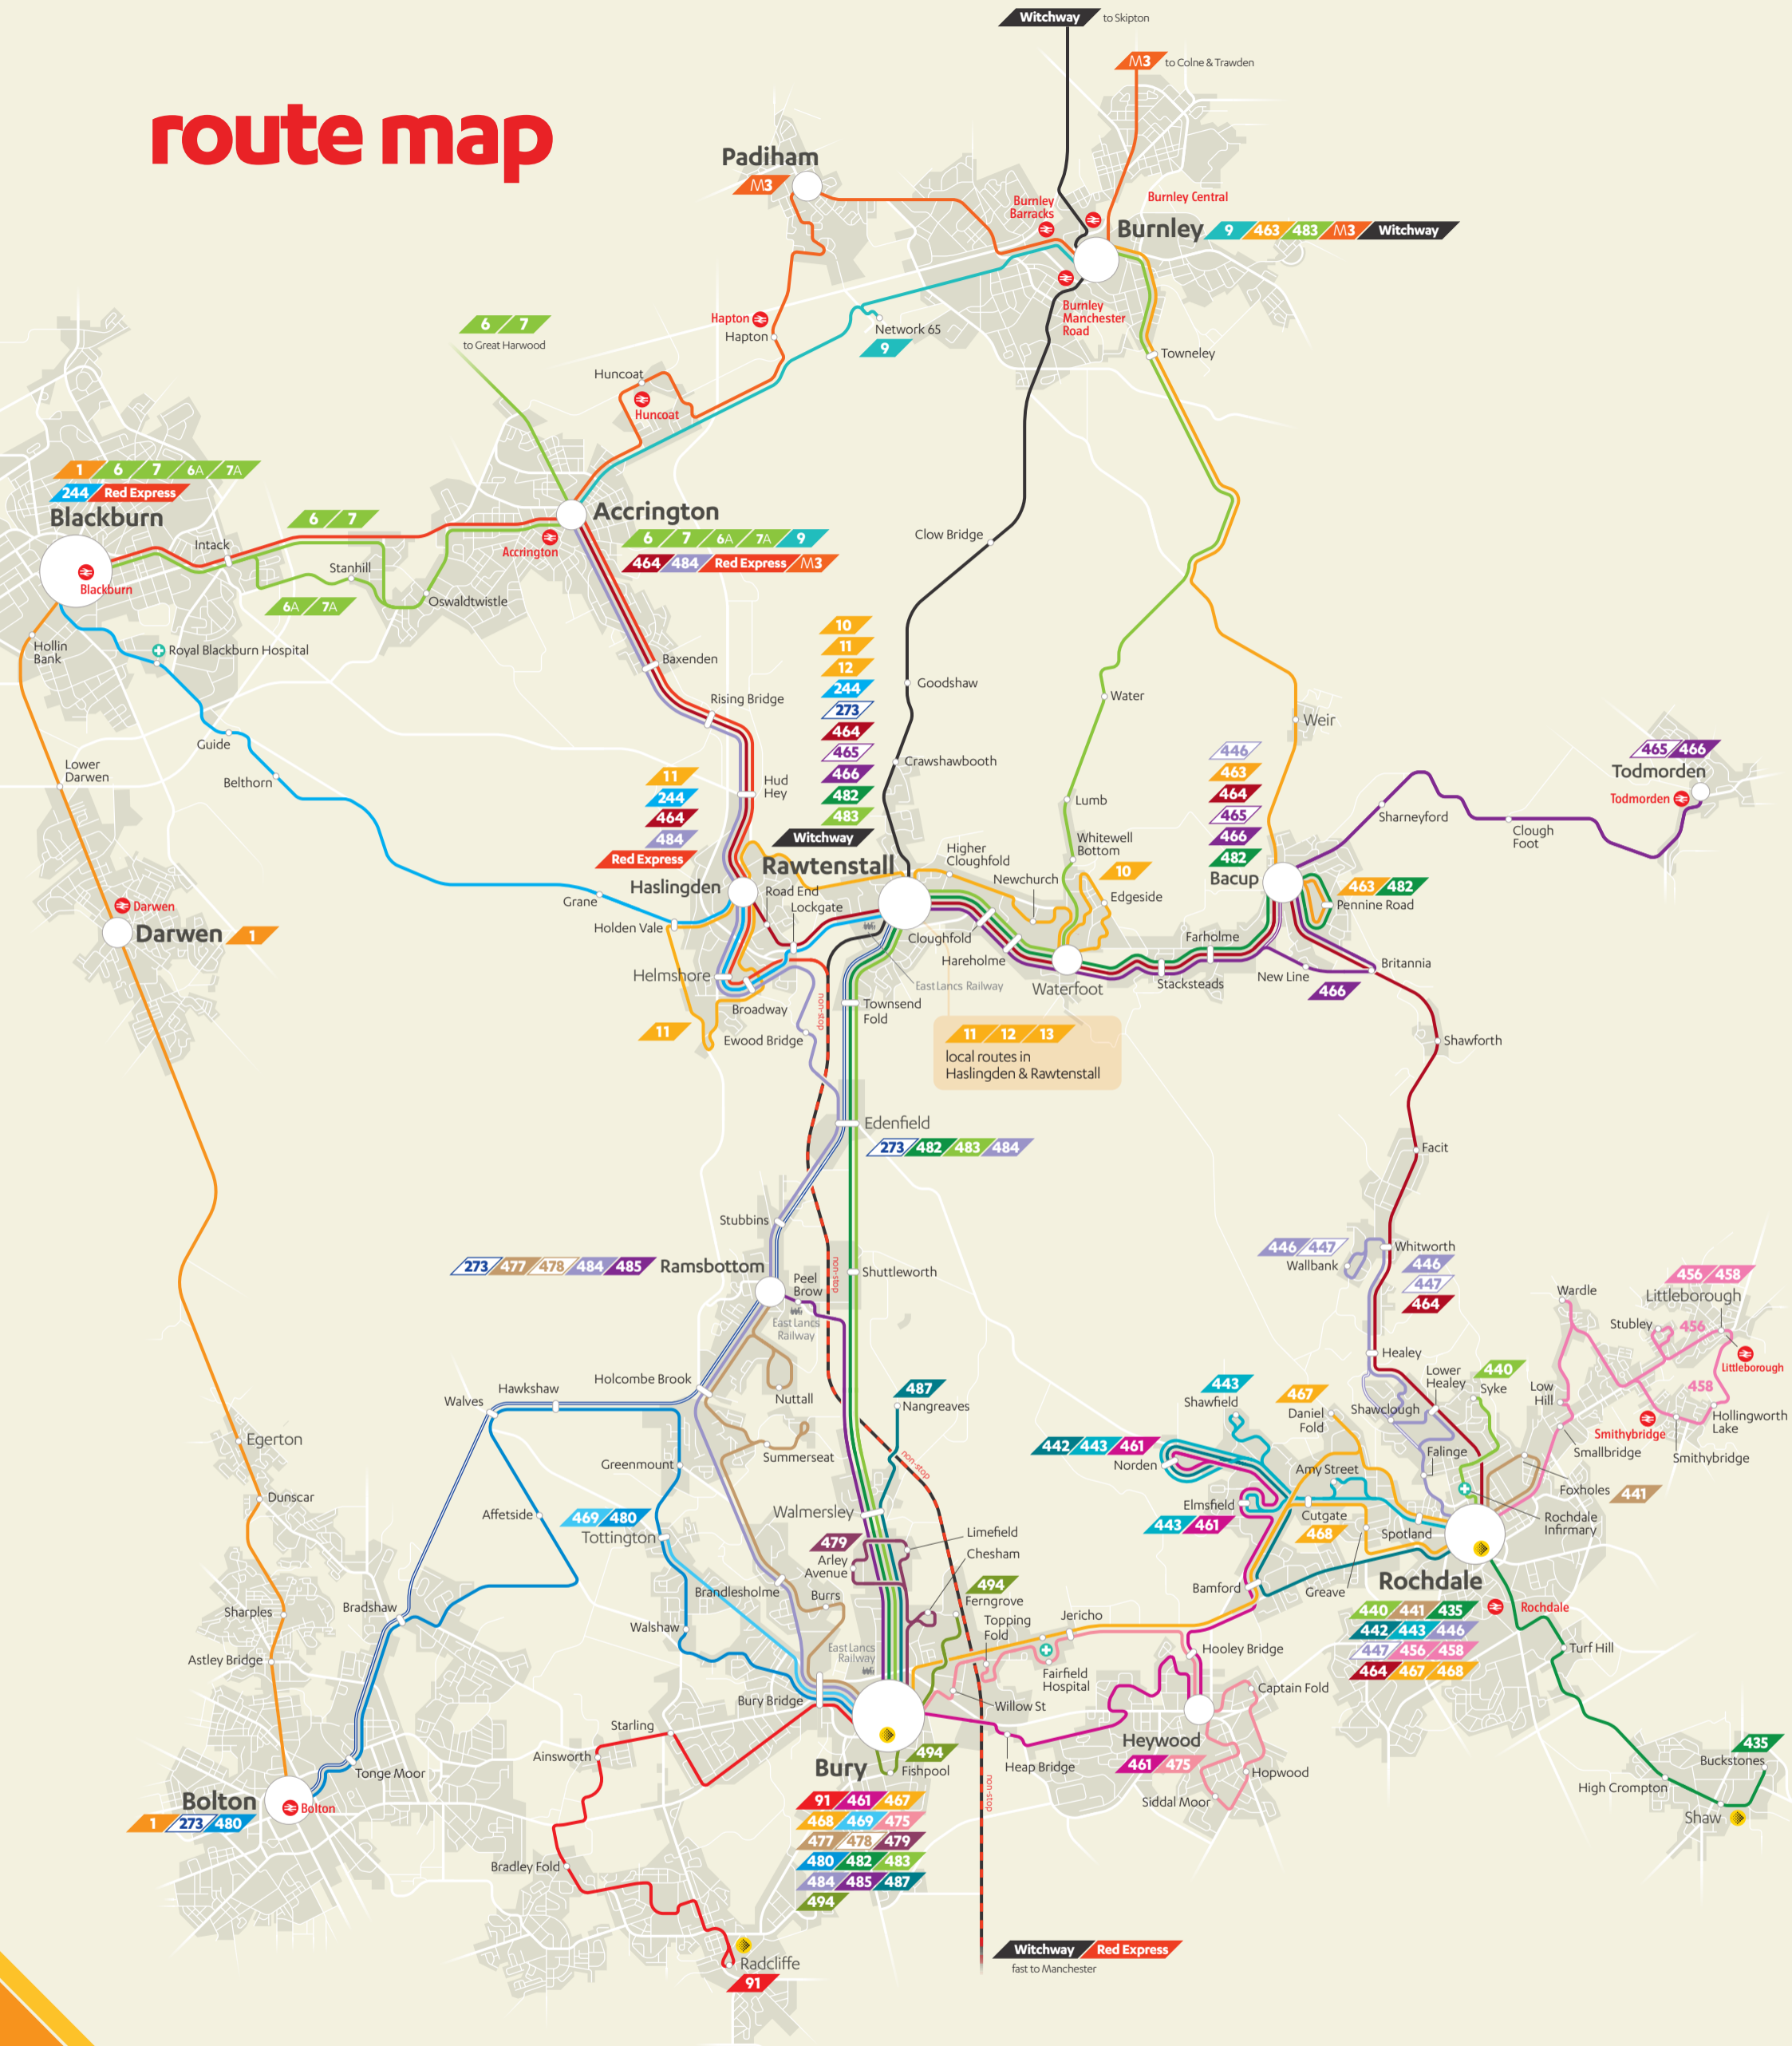 route map
Witchway to Skipton
M3 to Colne & Trawden
Padiham
M3
Burnley
Barracks
Burnley Central
Burnley
9 463 483 M3 Witchway
Burnley
Manchester
Road
Hapton
Hapton
Network 65
9
Towneley
6 7
to Great Harwood
Huncoat
Huncoat
1 6 7 6A 7A
244 Red Express
Blackburn
Blackburn
Intack
6 7
Stanhill
6A 7A
Oswaldtwistle
Accrington
Accrington
6 7 6A 7A 9
464 484 Red Express M3
Clow Bridge
Hollin
Bank
Royal Blackburn Hospital
Guide
Belthorn
Lower
Darwen
Baxenden
Rising Bridge
Hud
Hey
10
11
12
244
273
464
465
466
482
483
Witchway
Rawtenstall
Goodshaw
Crawshawbooth
Water
Lumb
Whitewell
Bottom
Weir
446
463
464
465
466
482
Bacup
465 466
Todmorden
Todmorden
Sharneyford
Clough
Foot
11
244
464
484
Red Express
Haslingden
Grane
Holden Vale
Road End
Lockgate
Higher
Cloughfold
Newchurch
10
Edgeside
463 482
Pennine Road
Darwen
Darwen
1
Helmshore
Broadway
Ewood Bridge
11
non-stop
Cloughfold
Hareholme
Waterfoot
East Lancs Railway
Farholme
Stacksteads
New Line
466
Britannia
Townsend
Fold
11 12 13
local routes in
Haslingden & Rawtenstall
Shawforth
Edenfield
273 482 483 484
Facit
Stubbins
273 477 478 484 485
Ramsbottom
Peel
Brow
East Lancs
Railway
non-stop
Shuttleworth
446 447
Wallbank
Whitworth
446
447
464
456 458
Littleborough
Wardle
Stubley
456
Littleborough
458
Healey
Lower
Healey
440
Syke
Low
Hill
Hollingworth
Lake
Smithybridge
Smithybridge
Smallbridge
Holcombe Brook
Nuttall
Hawkshaw
Walves
487
Nangreaves
443
Shawfield
467
Daniel
Fold
Shawclough
Falinge
Egerton
Greenmount
Summerseat
non-stop
442 443 461
Norden
Amy Street
Foxholes
441
Dunscar
Affetside
469 480
Tottington
Walmersley
479
Arley
Avenue
Limefield
Chesham
Elmsfield
443 461
Cutgate
468
Spotland
Rochdale
Infirmary
Brandlesholme
Burrs
494
Ferngrove
Topping
Fold
Jericho
Bamford
Greave
Rochdale
Rochdale
440 441 435
442 443 446
447 456 458
464 467 468
Sharples
Bradshaw
Walshaw
Astley Bridge
East Lancs
Railway
Fairfield
Hospital
Hooley Bridge
Turf Hill
Bury Bridge
Willow St
Captain Fold
Starling
Ainsworth
Heywood
461 475
Heap Bridge
Hopwood
Siddal Moor
435
Buckstones
High Crompton
Shaw
Tonge Moor
Bolton
Bolton
1 273 480
Bury
494
Fishpool
91 461 467
468 469 475
477 478 479
480 482 483
484 485 487
494
non-stop
Bradley Fold
Witchway Red Express
fast to Manchester
Radcliffe
91